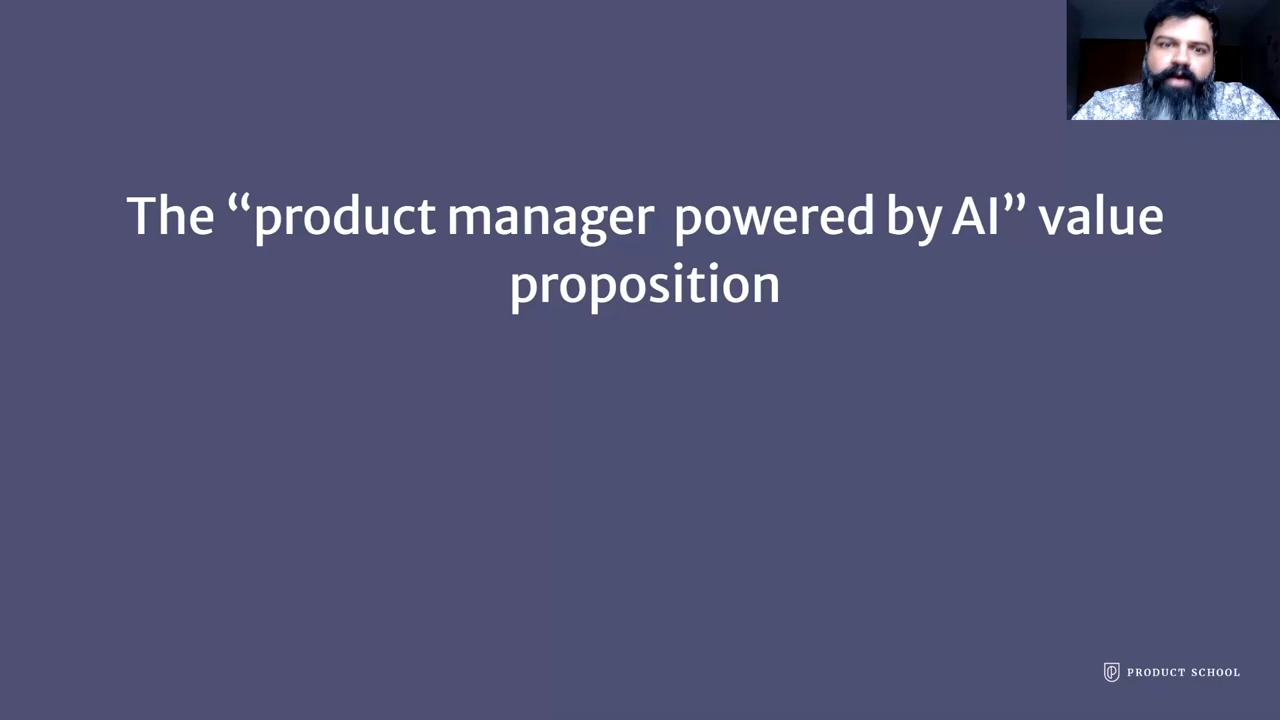 The “product manager  powered by AI” value
proposition
PRODUCT SCHOOL